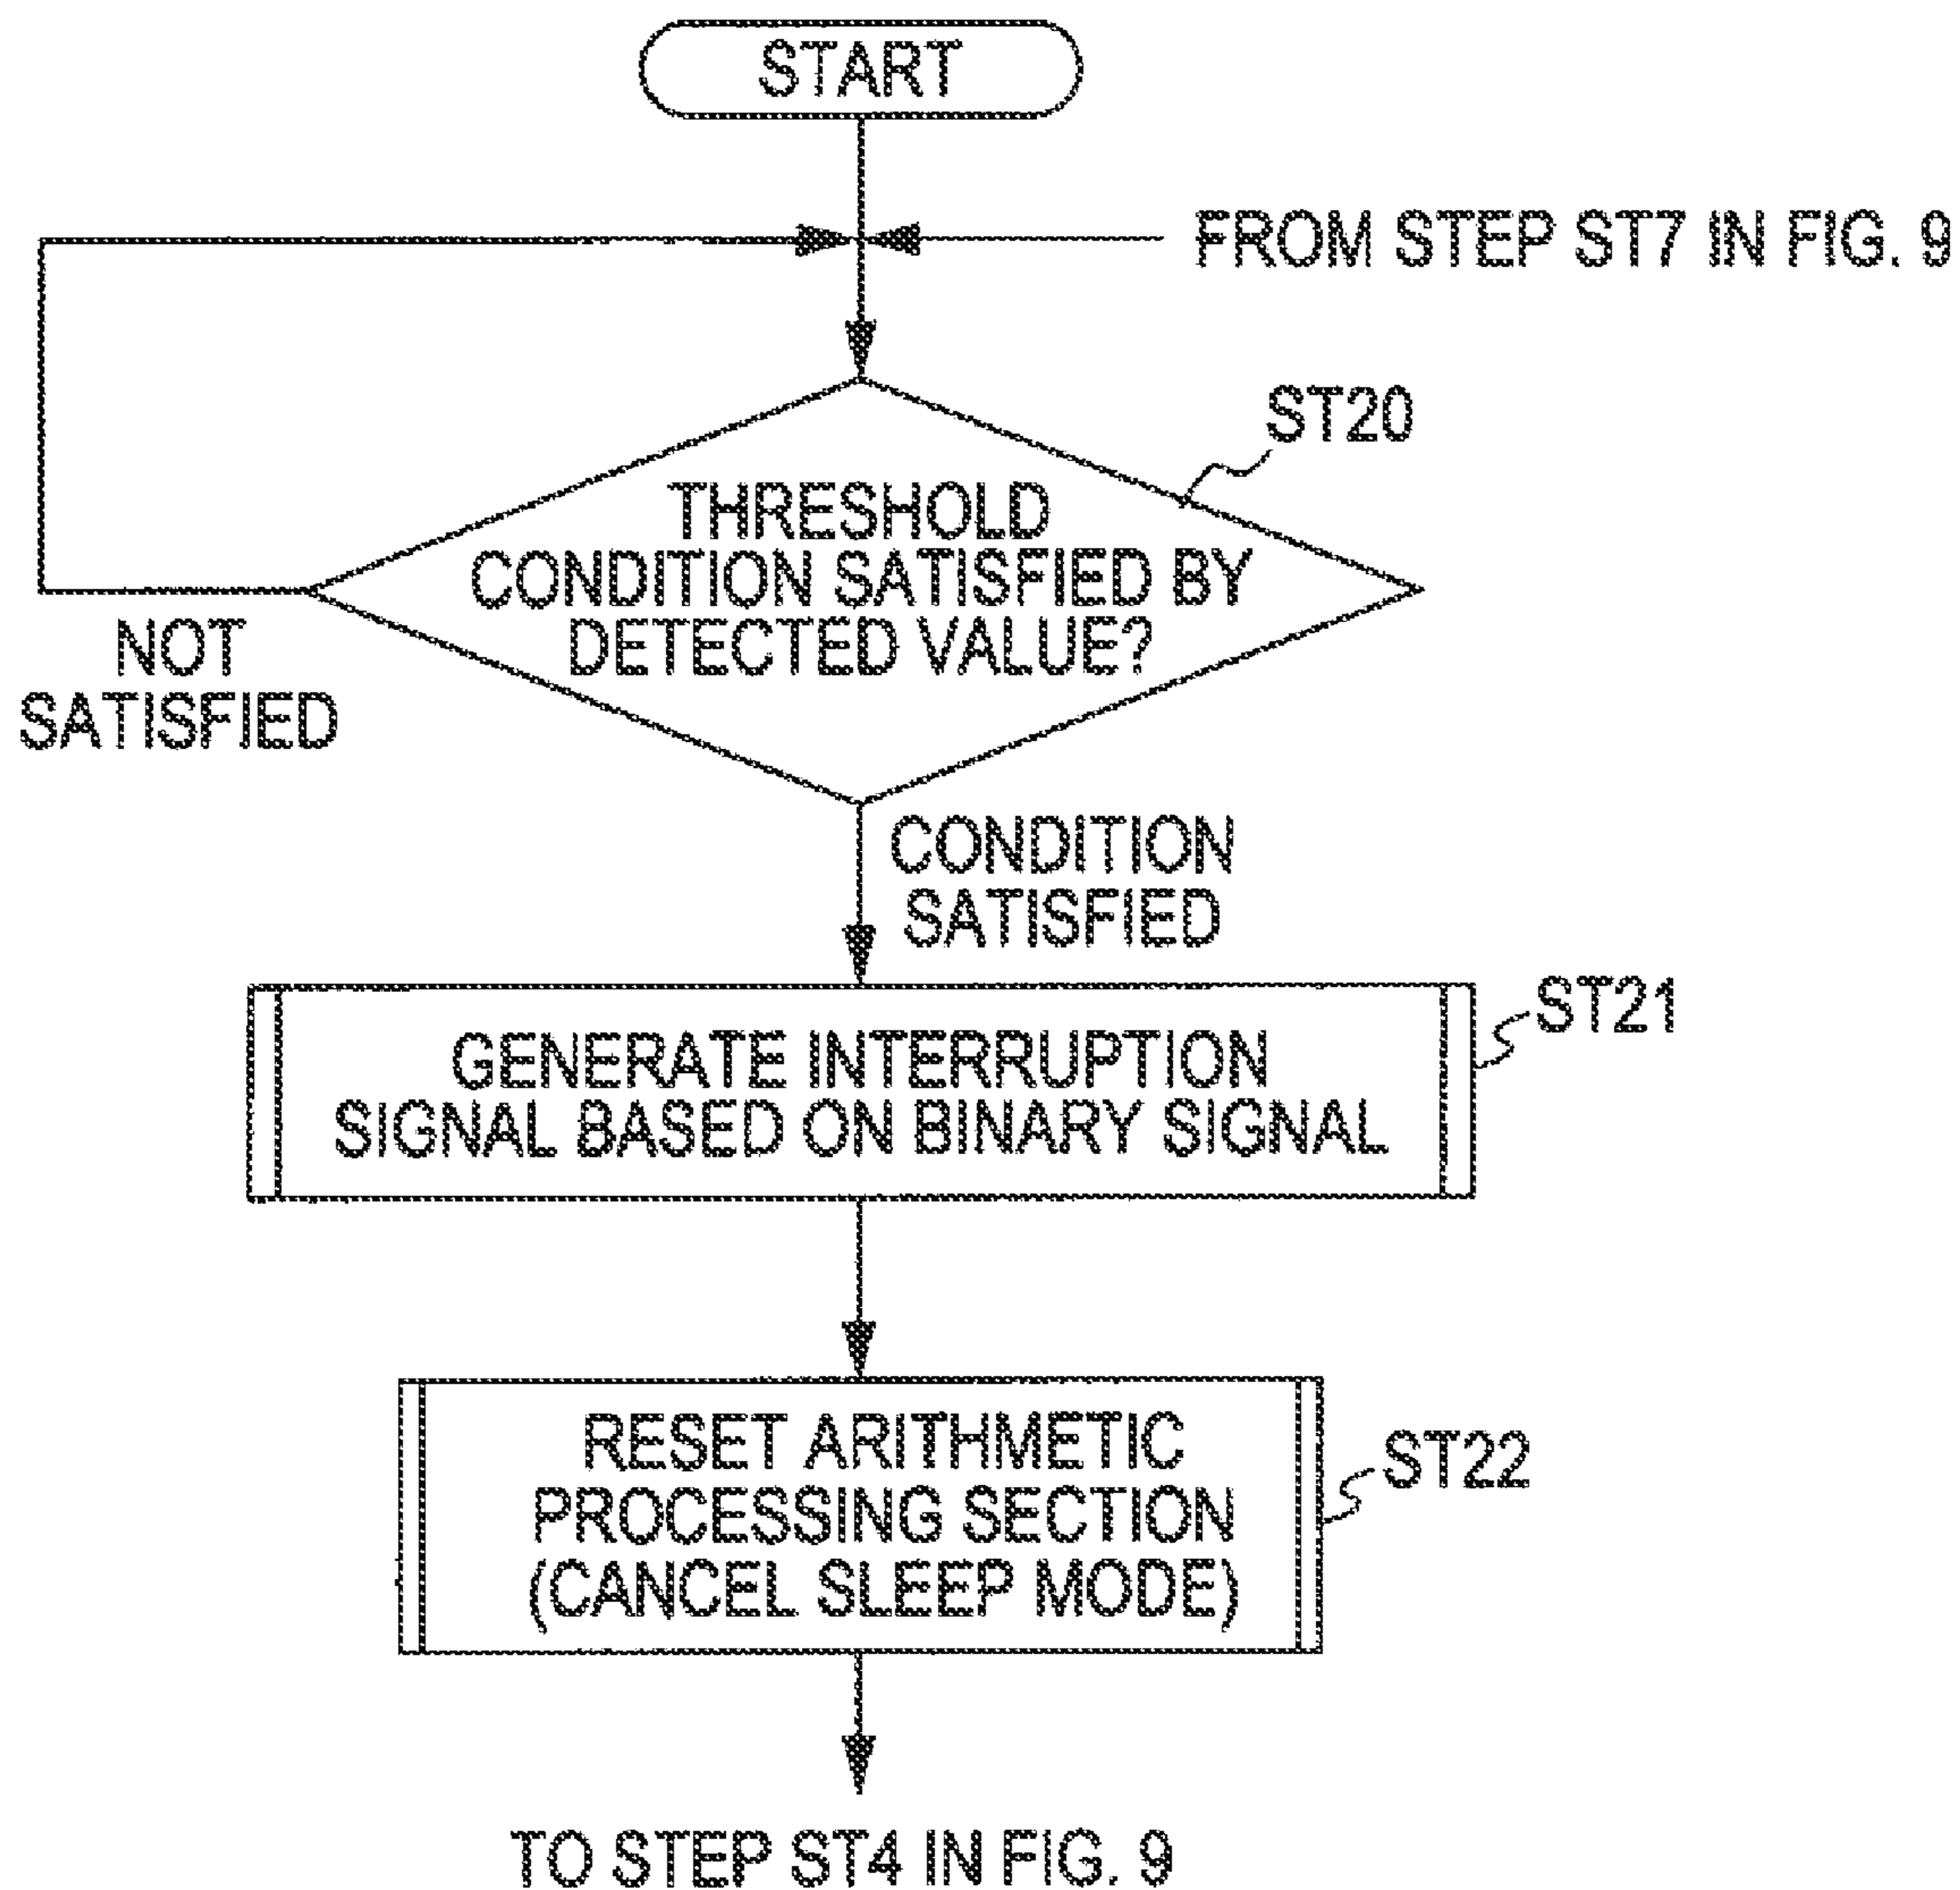 START
FROM STEP ST7 IN FIG. 9
ST20
THRESHOLD
CONDITION SATISFIED BY
DETECTED VALUE?
NOT
SATISFIED
CONDITION
SATISFIED
ST21
GENERATE INTERRUPTION
SIGNAL BASED ON BINARY SIGNAL
RESET ARITHMETIC
PROCESSING SECTION
(CANCEL SLEEP MODE)
ST22
TO STEP ST4 IN FIG. 9